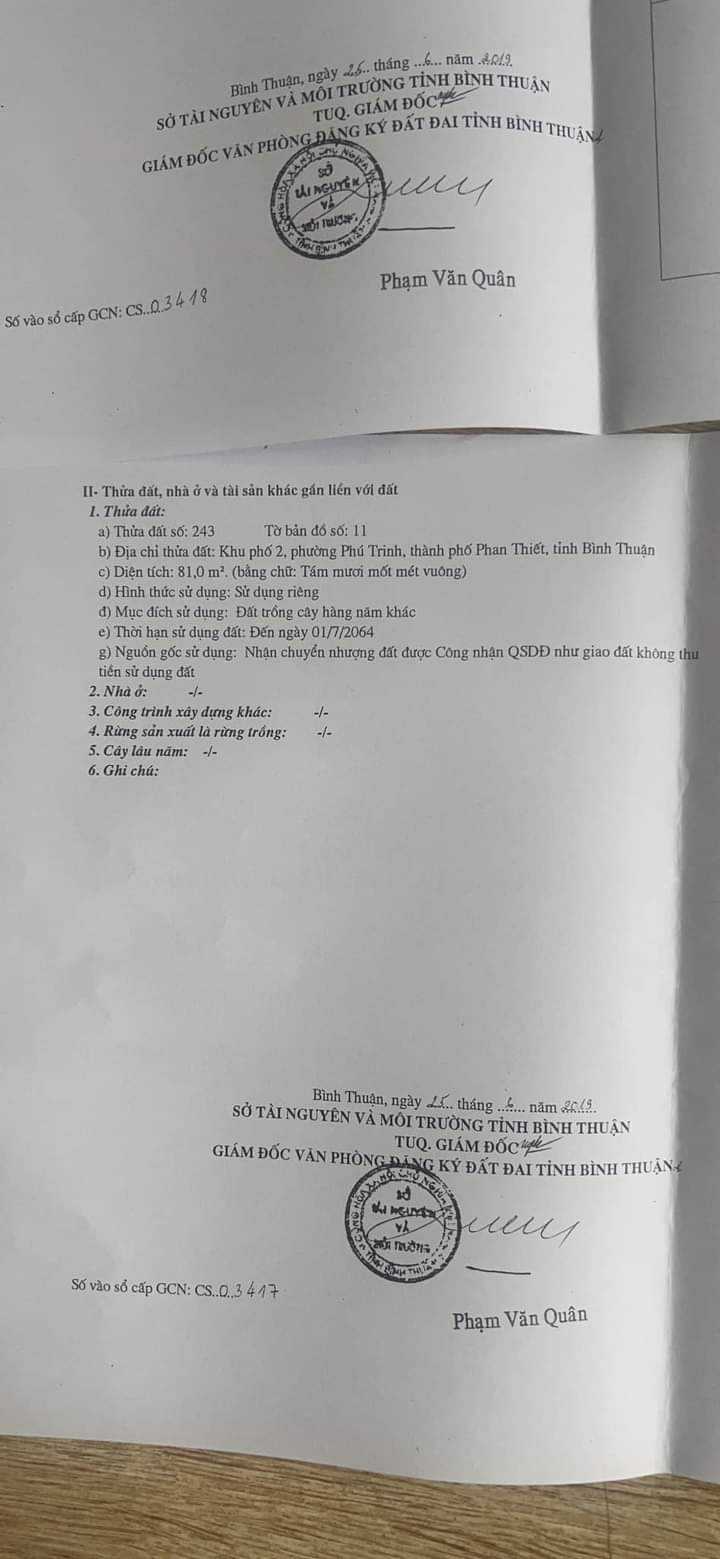 Bình Thuận, ngày 25.. tháng ..6... năm .2019.
SỞ TÀI NGUYÊN VÀ MÔI TRƯỜNG TỈNH BÌNH THUẬN
TUQ. GIÁM ĐỐC
GIÁM ĐỐC VĂN PHÒNG ĐĂNG KÝ ĐẤT ĐAI TỈNH BÌNH THUẬN
SỞ
TÀI NGUYÊN
VÀ
MÔI TRƯỜNG
Phạm Văn Quân
Số vào sổ cấp GCN: CS..0.3418
II- Thửa đất, nhà ở và tài sản khác gắn liền với đất
1. Thửa đất:
a) Thửa đất số: 243 Tờ bản đồ số: 11
b) Địa chỉ thửa đất: Khu phố 2, phường Phú Trinh, thành phố Phan Thiết, tỉnh Bình Thuận
c) Diện tích: 81,0 m². (bằng chữ: Tám mươi mốt mét vuông)
d) Hình thức sử dụng: Sử dụng riêng
đ) Mục đích sử dụng: Đất trồng cây hàng năm khác
e) Thời hạn sử dụng đất: Đến ngày 01/7/2064
g) Nguồn gốc sử dụng: Nhận chuyển nhượng đất được Công nhận QSDĐ như giao đất không thu
tiền sử dụng đất
2. Nhà ở: -/-
3. Công trình xây dựng khác: -/-
4. Rừng sản xuất là rừng trồng: -/-
5. Cây lâu năm: -/-
6. Ghi chú:
Bình Thuận, ngày 25.. tháng ..6... năm 2019.
SỞ TÀI NGUYÊN VÀ MÔI TRƯỜNG TỈNH BÌNH THUẬN
TUQ. GIÁM ĐỐC
GIÁM ĐỐC VĂN PHÒNG ĐĂNG KÝ ĐẤT ĐAI TỈNH BÌNH THUẬN
SỞ
TÀI NGUYÊN
VÀ
MÔI TRƯỜNG
Số vào sổ cấp GCN: CS..0..3417
Phạm Văn Quân